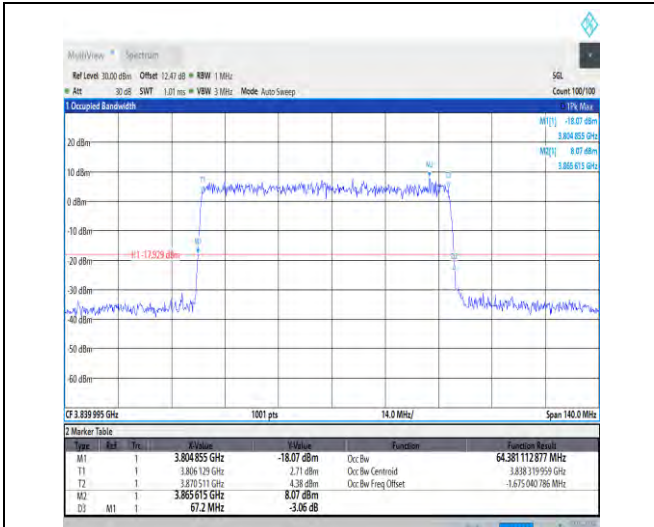 MultiView Spectrum
Ref Level 30.00 dBm Offset 12.47 dB RBW 1 MHz SGL
Att 30 dB SWT 1.01 ms VBW 3 MHz Mode Auto Sweep Count 100/100
1 Occupied Bandwidth 1Pk Max
M1[1] -18.07 dBm
3.804 855 GHz
20 dBm
M2[1] 8.07 dBm
3.865 615 GHz
M2
10 dBm
T1
T2
0 dBm
-10 dBm
M1
H1 -17.929 dBm
-20 dBm
-30 dBm
-40 dBm
-50 dBm
-60 dBm
CF 3.839 995 GHz 1001 pts 14.0 MHz/ Span 140.0 MHz
2 Marker Table
Type Ref Trc X-Value Y-Value Function Function Result
M1 1 3.804 855 GHz -18.07 dBm Occ Bw 64.381 112 877 MHz
T1 1 3.806 129 GHz 2.71 dBm Occ Bw Centroid 3.838 319 959 GHz
T2 1 3.870 511 GHz 4.38 dBm Occ Bw Freq Offset -1.675 040 786 MHz
M2 1 3.865 615 GHz 8.07 dBm
D3 M1 1 67.2 MHz -3.06 dB